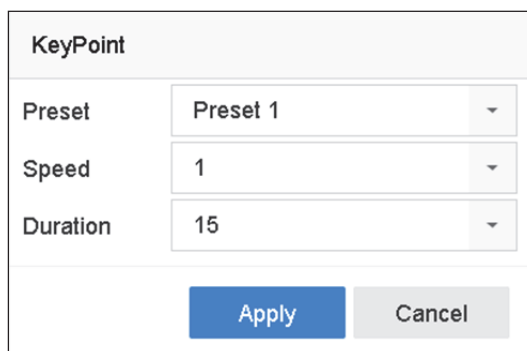 KeyPoint
Preset Preset 1
Speed 1
Duration 15
Apply Cancel